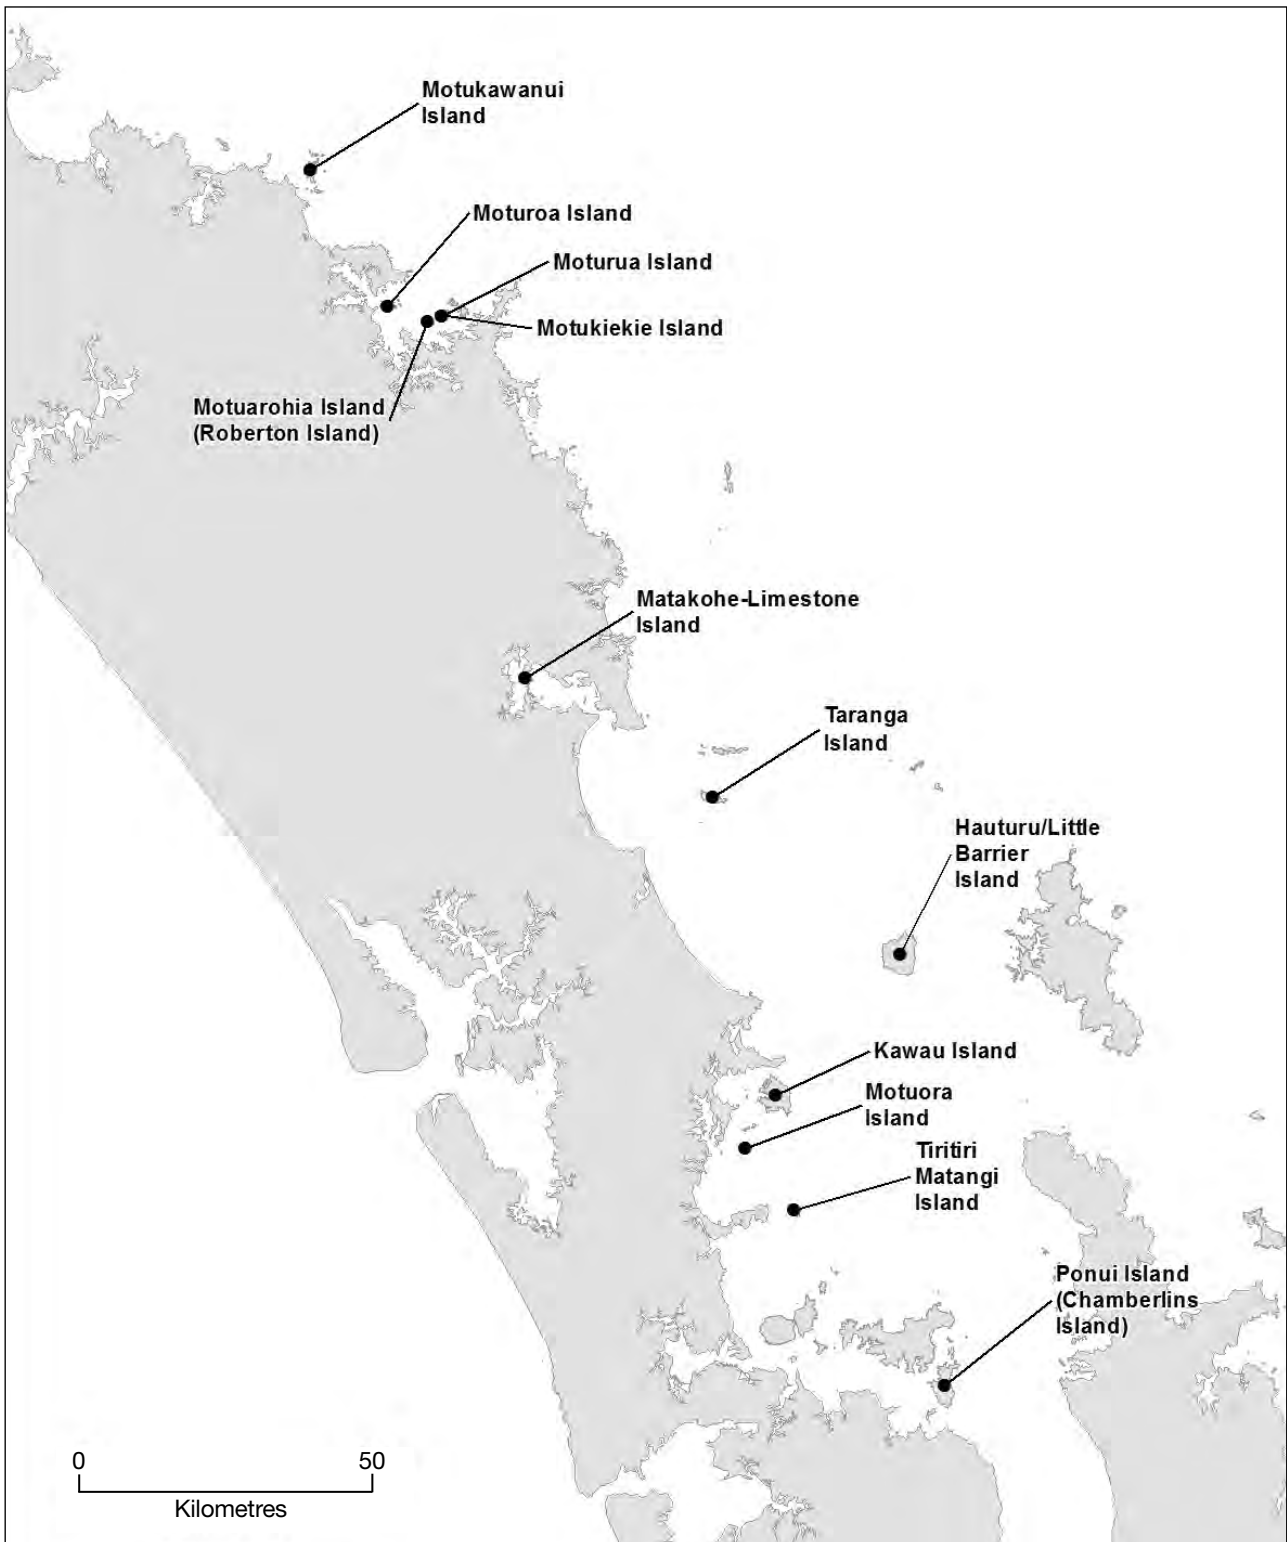 Motukawanui
Island
Moturoa Island
Moturua Island
Motukiekie Island
Motuarohia Island
(Roberton Island)
Matakohe-Limestone
Island
Taranga
Island
Hauturu/Little
Barrier
Island
Kawau Island
Motuora
Island
Tiritiri
Matangi
Island
Ponui Island
(Chamberlins
Island)
0 50
Kilometres